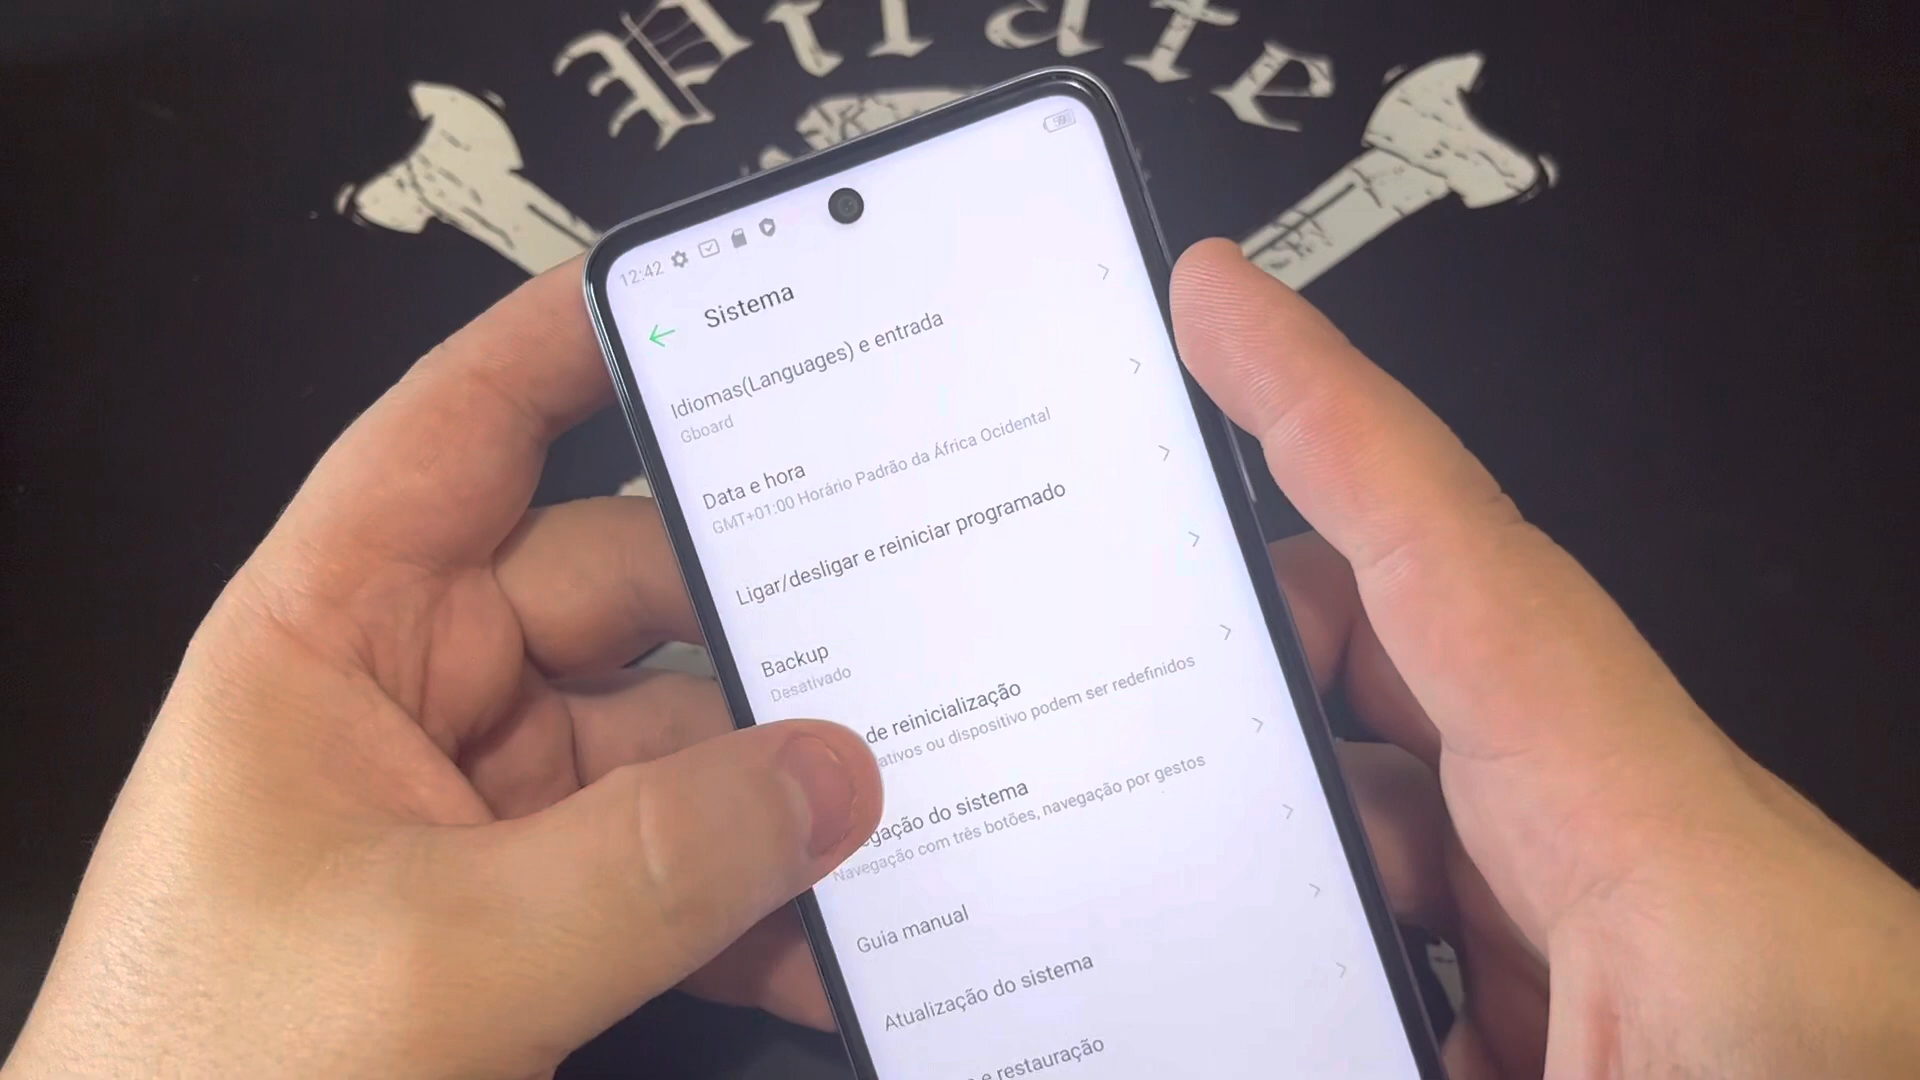 Pirate
12:42
Sistema
Idiomas(Languages) e entrada
Gboard
Data e hora
GMT+01:00 Horário Padrão da África Ocidental
Ligar/desligar e reiniciar programado
Backup
Desativado
de reinicialização
ativos ou dispositivo podem ser redefinidos
gação do sistema
Navegação com três botões, navegação por gestos
Guia manual
Atualização do sistema
e restauração